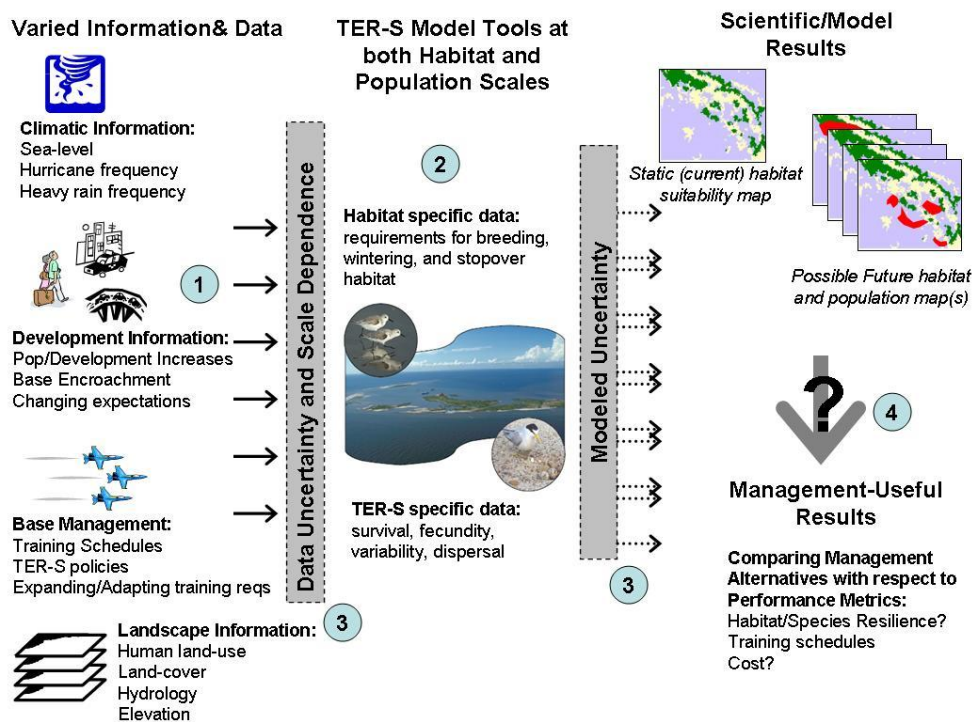 Varied Information& Data
Climatic Information:
Sea-level
Hurricane frequency
Heavy rain frequency
1
Development Information:
Pop/Development Increases
Base Encroachment
Changing expectations
Base Management:
Training Schedules
TER-S policies
Expanding/Adapting training reqs
Landscape Information:
Human land-use
Land-cover
Hydrology
Elevation
Data Uncertainty and Scale Dependence
3
TER-S Model Tools at
both Habitat and
Population Scales
2
Habitat specific data:
requirements for breeding,
wintering, and stopover
habitat
TER-S specific data:
survival, fecundity,
variability, dispersal
Modeled Uncertainty
3
Scientific/Model
Results
Static (current) habitat
suitability map
Possible Future habitat
and population map(s)
?
4
Management-Useful
Results
Comparing Management
Alternatives with respect to
Performance Metrics:
Habitat/Species Resilience?
Training schedules
Cost?